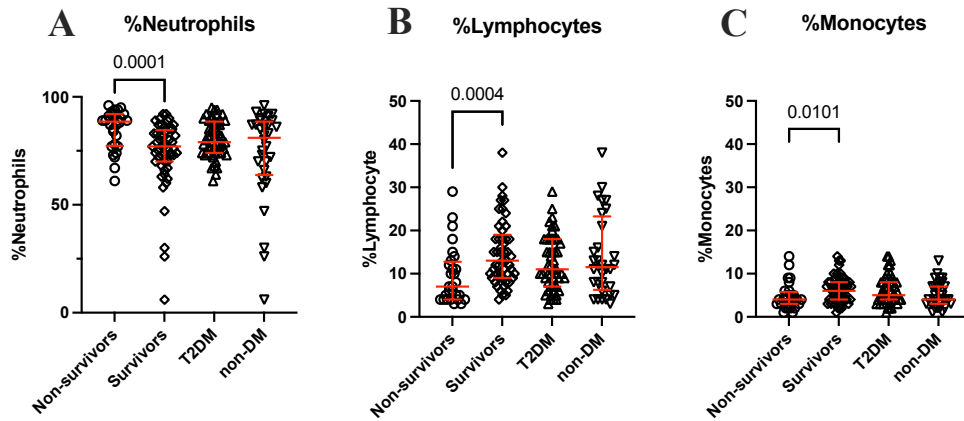 A
%Neutrophils
%Neutrophils
0.0001
100
50
0
Non-survivors
Survivors
T2DM
non-DM
B
%Lymphocytes
%Lymphocyte
0.0004
50
40
30
20
10
0
Non-survivors
Survivors
T2DM
non-DM
C
%Monocytes
%Monocytes
0.0101
50
40
30
20
10
0
Non-survivors
Survivors
T2DM
non-DM